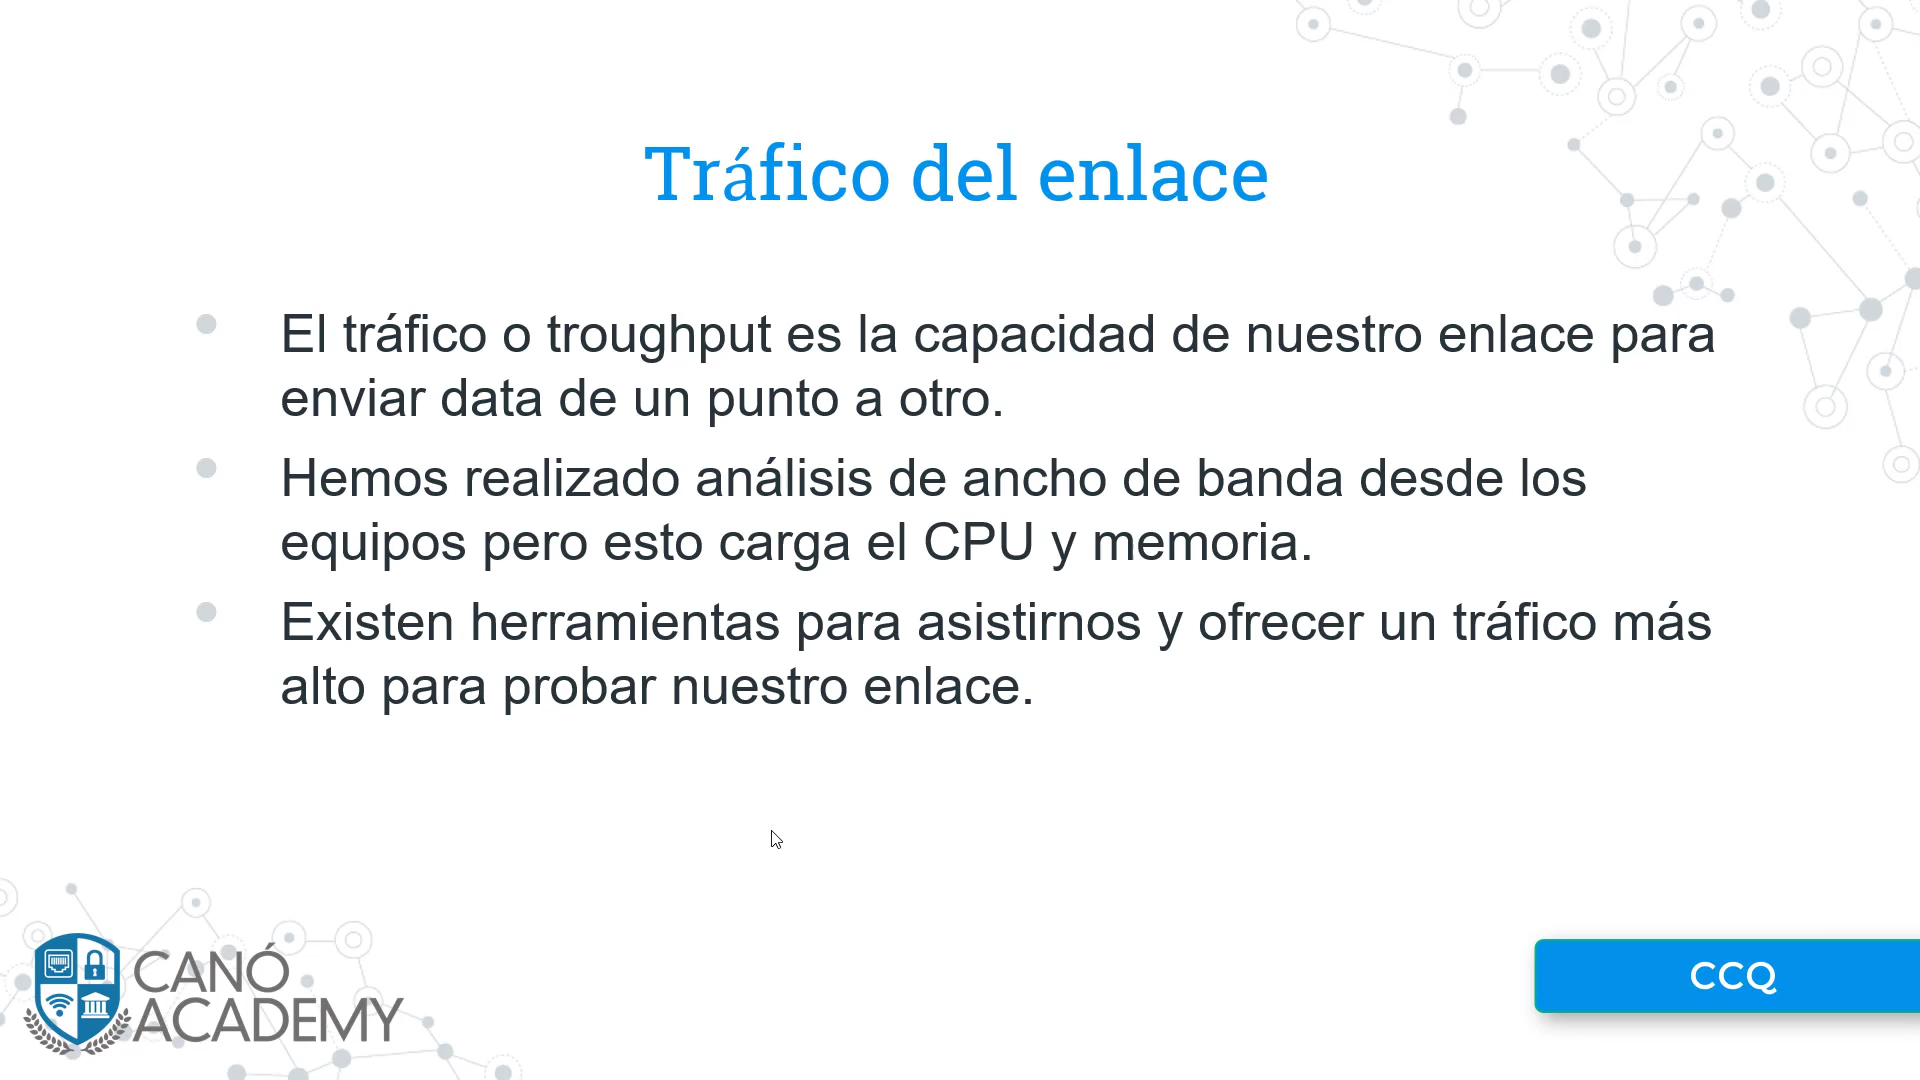 Tráfico del enlace
El tráfico o troughput es la capacidad de nuestro enlace para
enviar data de un punto a otro.
Hemos realizado análisis de ancho de banda desde los
equipos pero esto carga el CPU y memoria.
Existen herramientas para asistirnos y ofrecer un tráfico más
alto para probar nuestro enlace.
CANÓ
ACADEMY
CCQ